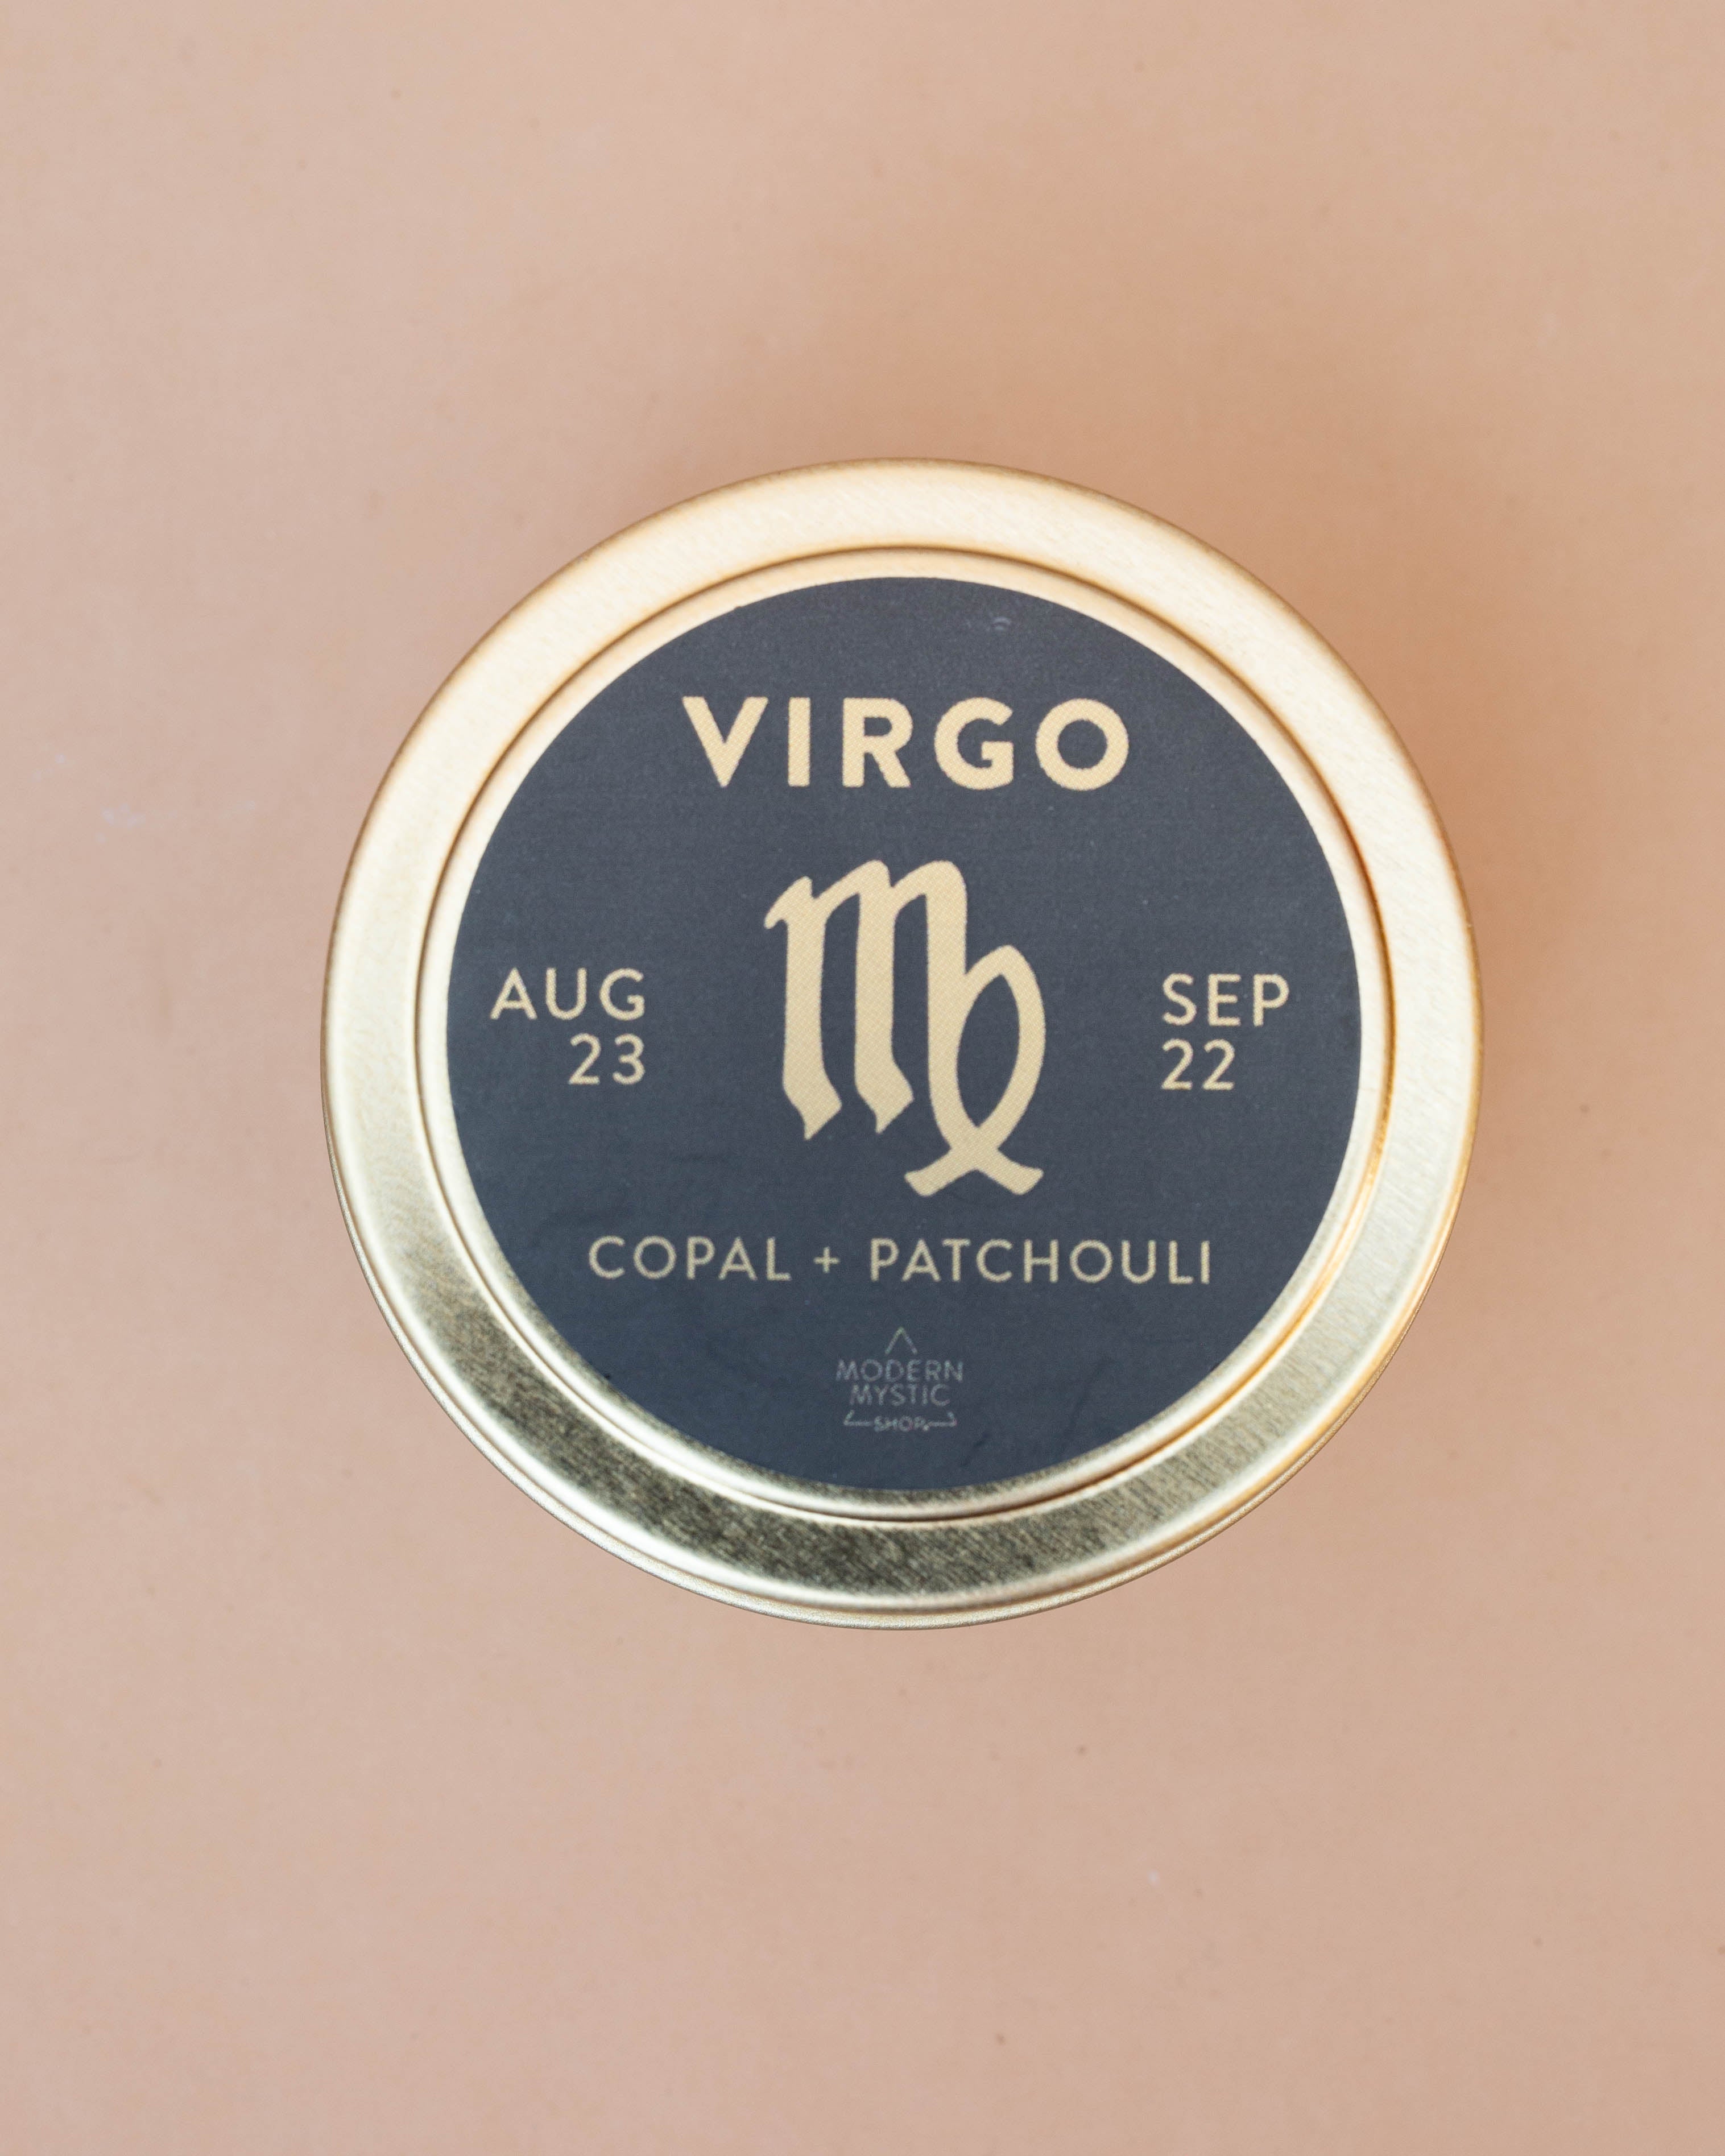 VIRGO
AUG
23
SEP
22
COPAL + PATCHOULI
MODERN
MYSTIC
SHOP